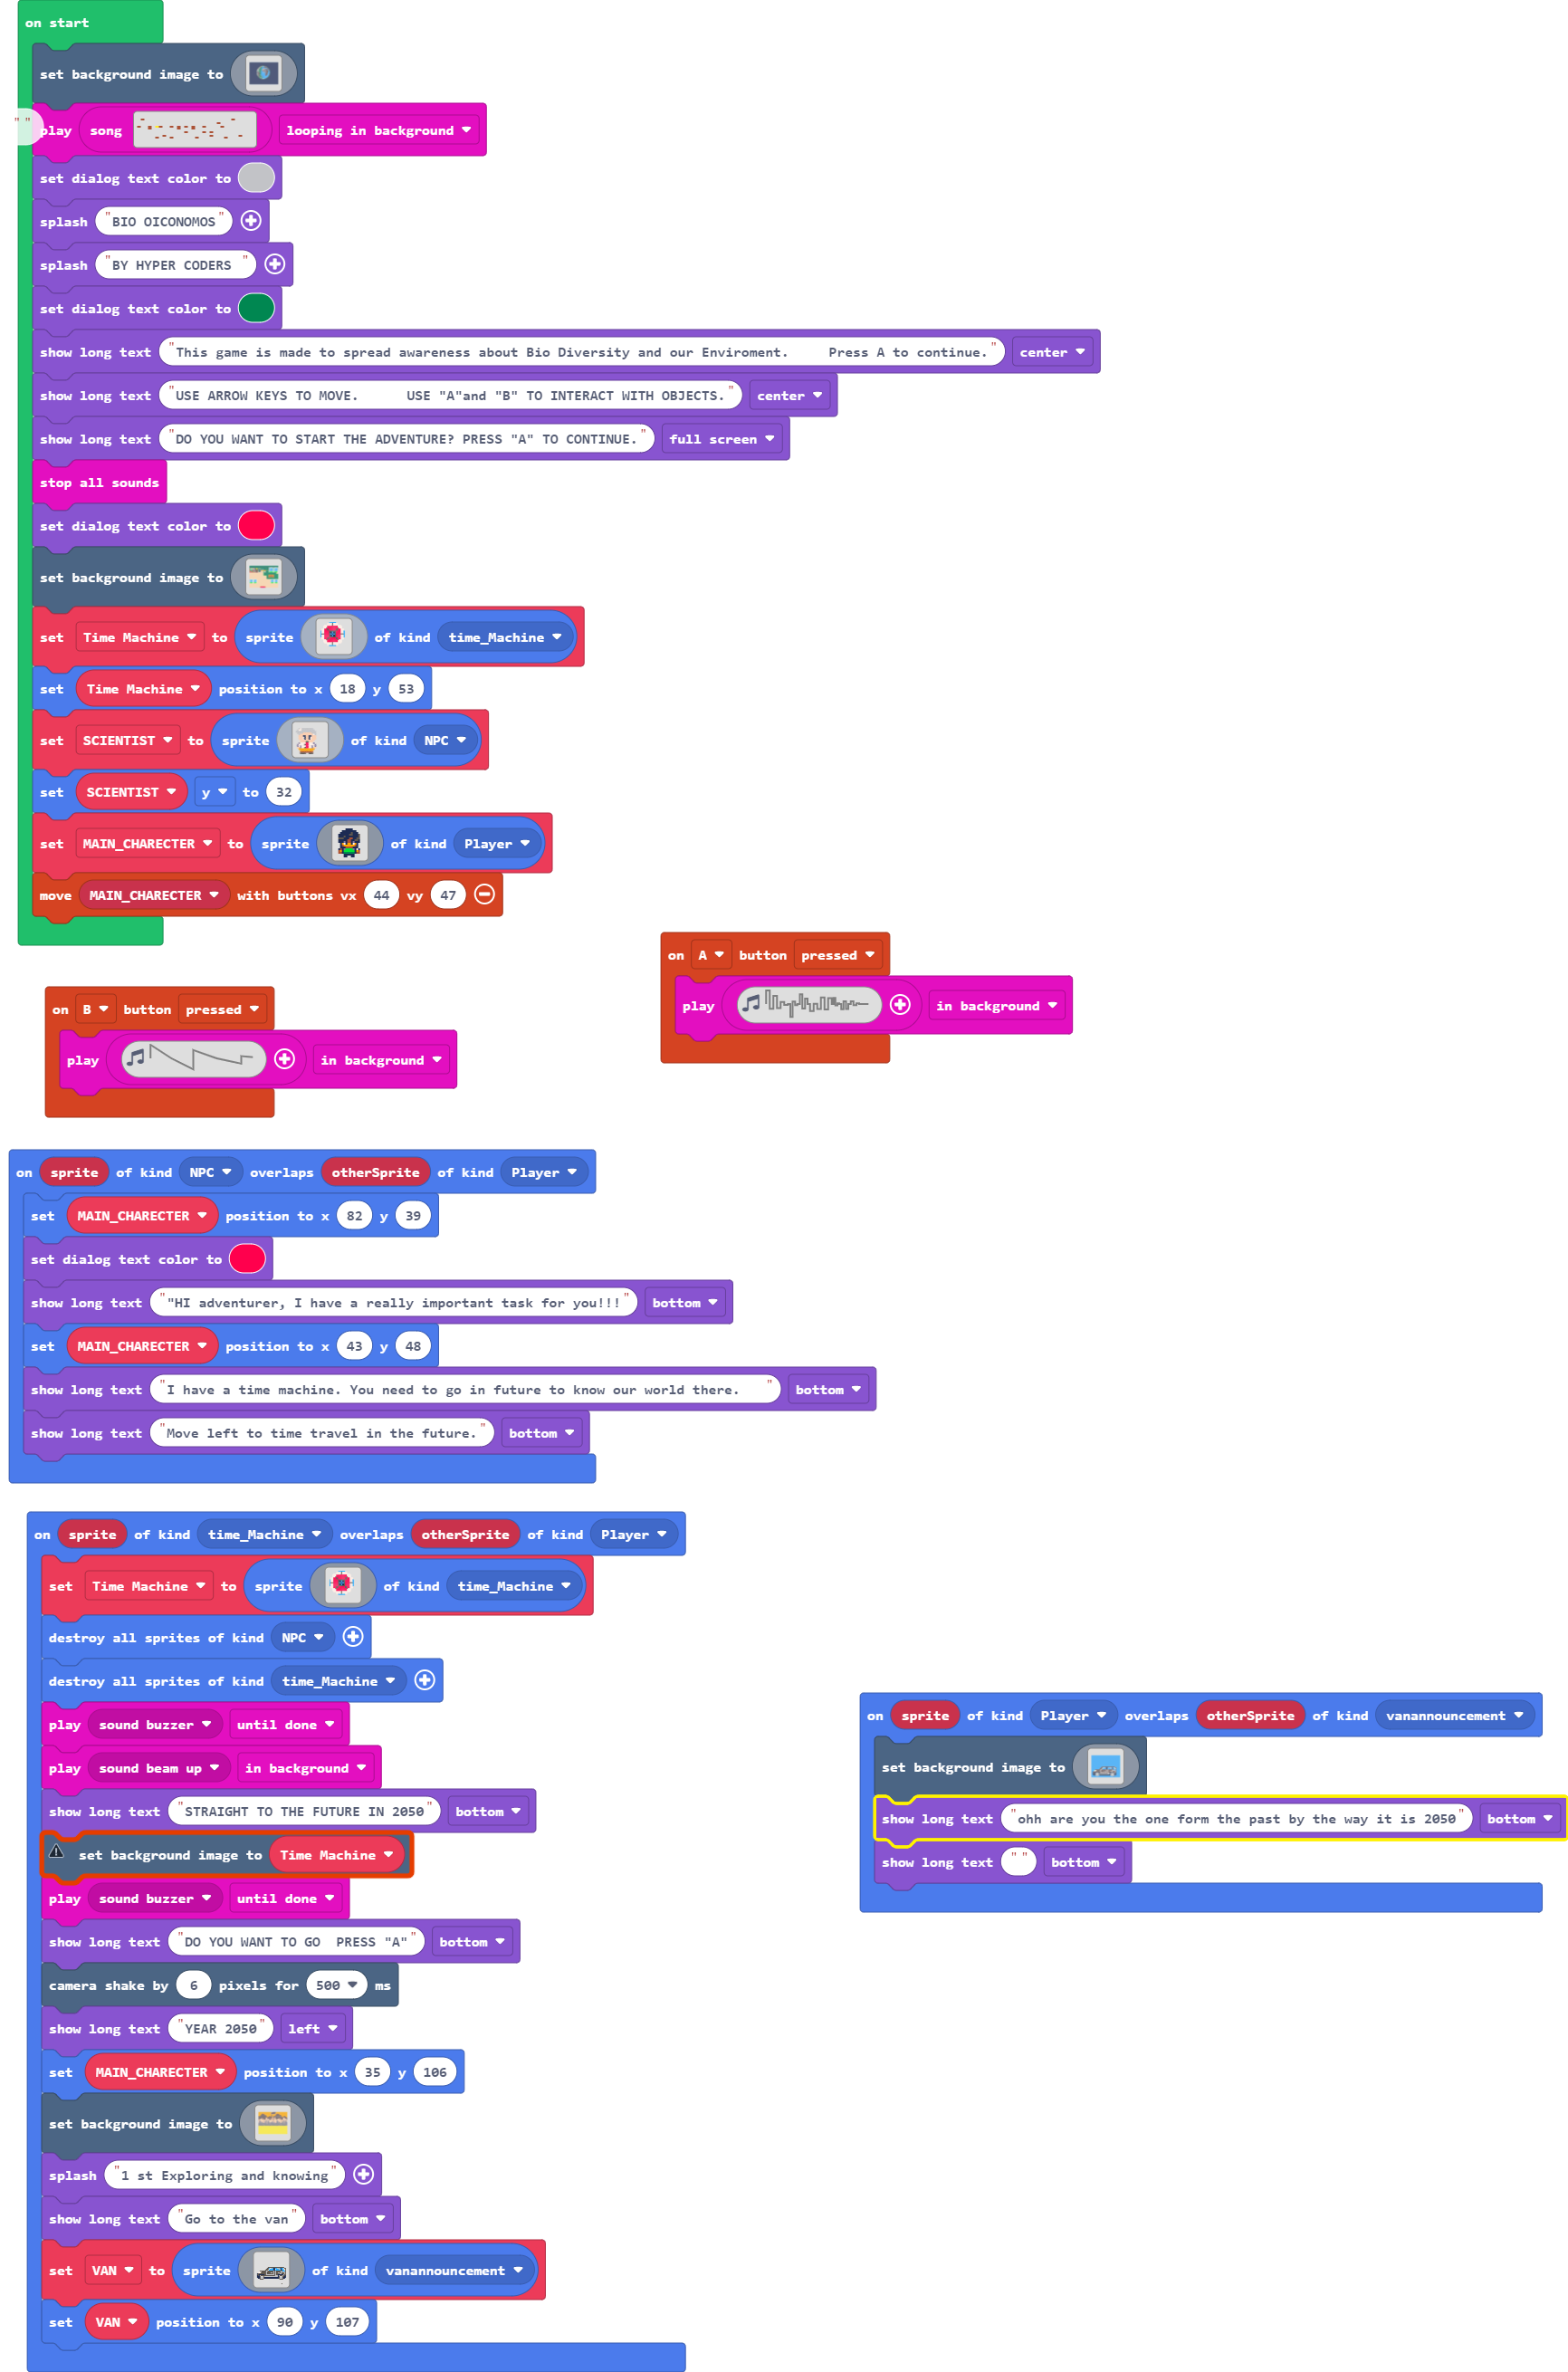 on start
set background image to
" "
play song looping in background
set dialog text color to
splash "BIO OICONOMOS"
splash "BY HYPER CODERS "
set dialog text color to
show long text "This game is made to spread awareness about Bio Diversity and our Enviroment.     Press A to continue." center
show long text "USE ARROW KEYS TO MOVE.      USE "A"and "B" TO INTERACT WITH OBJECTS." center
show long text "DO YOU WANT TO START THE ADVENTURE? PRESS "A" TO CONTINUE." full screen
stop all sounds
set dialog text color to
set background image to
set Time Machine to sprite of kind time_Machine
set Time Machine position to x 18 y 53
set SCIENTIST to sprite of kind NPC
set SCIENTIST y to 32
set MAIN_CHARECTER to sprite of kind Player
move MAIN_CHARECTER with buttons vx 44 vy 47
on A button pressed
play in background
on B button pressed
play in background
on sprite of kind NPC overlaps otherSprite of kind Player
set MAIN_CHARECTER position to x 82 y 39
set dialog text color to
show long text ""HI adventurer, I have a really important task for you!!!" bottom
set MAIN_CHARECTER position to x 43 y 48
show long text "I have a time machine. You need to go in future to know our world there.   " bottom
show long text "Move left to time travel in the future." bottom
on sprite of kind time_Machine overlaps otherSprite of kind Player
set Time Machine to sprite of kind time_Machine
destroy all sprites of kind NPC
destroy all sprites of kind time_Machine
play sound buzzer until done
play sound beam up in background
show long text "STRAIGHT TO THE FUTURE IN 2050" bottom
set background image to Time Machine
play sound buzzer until done
show long text "DO YOU WANT TO GO  PRESS "A"" bottom
camera shake by 6 pixels for 500 ms
show long text "YEAR 2050" left
set MAIN_CHARECTER position to x 35 y 106
set background image to
splash "1 st Exploring and knowing"
show long text "Go to the van" bottom
set VAN to sprite of kind vanannouncement
set VAN position to x 90 y 107
on sprite of kind Player overlaps otherSprite of kind vanannouncement
set background image to
show long text "ohh are you the one form the past by the way it is 2050" bottom
show long text " " bottom